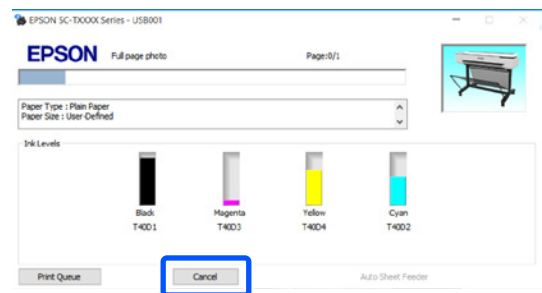 EPSON SC-TXXXX Series - USB001
EPSON Full page photo Page:0/1
Paper Type : Plain Paper
Paper Size : User-Defined
Ink Levels
Black Magenta Yellow Cyan
T40D1 T40D3 T40D4 T40D2
Print Queue Cancel Auto Sheet Feeder